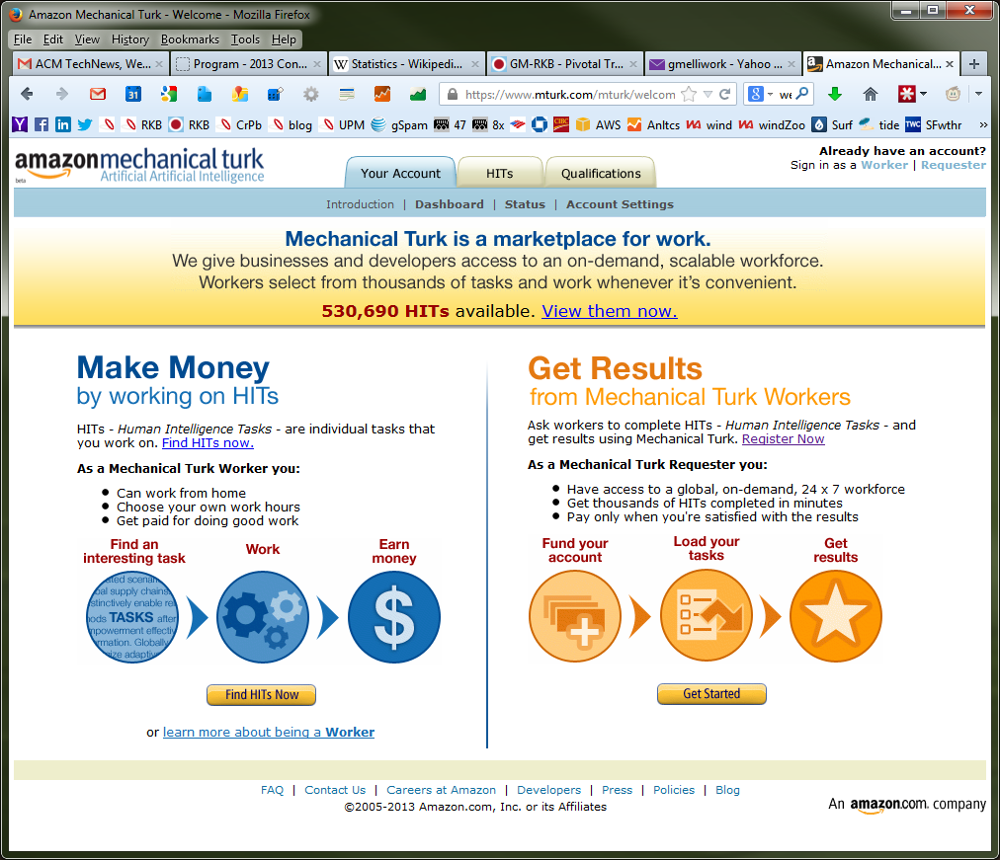 Amazon Mechanical Turk - Welcome - Mozilla Firefox
File Edit View History Bookmarks Tools Help
ACM TechNews, We... Program - 2013 Con... Statistics - Wikipedi... GM-RKB - Pivotal Tr... gmelliwork - Yahoo ... Amazon Mechanical...
https://www.mturk.com/mturk/welcom
RKB RKB CrPb blog UPM gSpam 47 8x AWS Anltcs wind windZoo Surf tide TWC SFwthr »
amazonmechanical turk
beta
Artificial Artificial Intelligence
Your Account HITs Qualifications
Already have an account?
Sign in as a Worker | Requester
Introduction | Dashboard | Status | Account Settings
Mechanical Turk is a marketplace for work.
We give businesses and developers access to an on-demand, scalable workforce.
Workers select from thousands of tasks and work whenever it's convenient.
530,690 HITs available. View them now.
Make Money
by working on HITs
HITs - Human Intelligence Tasks - are individual tasks that
you work on. Find HITs now.
As a Mechanical Turk Worker you:
• Can work from home
• Choose your own work hours
• Get paid for doing good work
Find an
interesting task
Work
Earn
money
TASKS
$
Find HITs Now
or learn more about being a Worker
Get Results
from Mechanical Turk Workers
Ask workers to complete HITs - Human Intelligence Tasks - and
get results using Mechanical Turk. Register Now
As a Mechanical Turk Requester you:
• Have access to a global, on-demand, 24 x 7 workforce
• Get thousands of HITs completed in minutes
• Pay only when you're satisfied with the results
Fund your
account
Load your
tasks
Get
results
Get Started
FAQ | Contact Us | Careers at Amazon | Developers | Press | Policies | Blog
©2005-2013 Amazon.com, Inc. or its Affiliates
An amazon.com. company